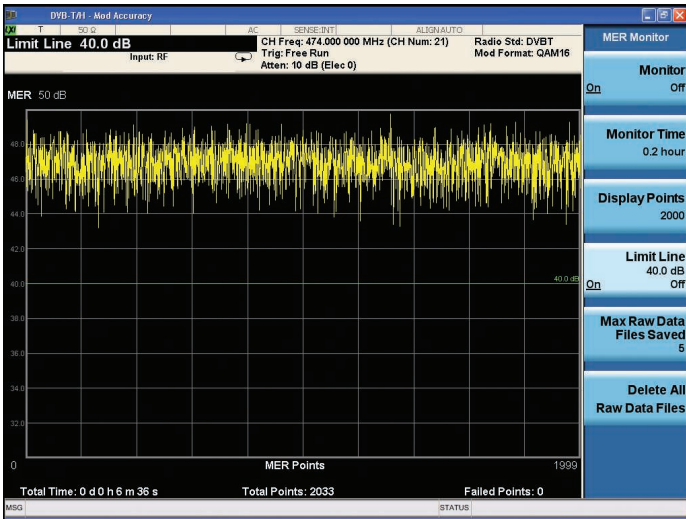 DVB-T/H - Mod Accuracy
T 50 Ω AC SENSE:INT ALIGN AUTO
Limit Line 40.0 dB
Input: RF
CH Freq: 474.000 000 MHz (CH Num: 21)
Trig: Free Run
Atten: 10 dB (Elec 0)
Radio Std: DVBT
Mod Format: QAM16
MER 50 dB
48.0
46.0
44.0
42.0
40.0
40.0 dB
38.0
36.0
34.0
32.0
0 MER Points 1999
Total Time: 0 d 0 h 6 m 36 s Total Points: 2033 Failed Points: 0
MSG STATUS
MER Monitor
Monitor
On Off
Monitor Time
0.2 hour
Display Points
2000
Limit Line
40.0 dB
On Off
Max Raw Data
Files Saved
5
Delete All
Raw Data Files